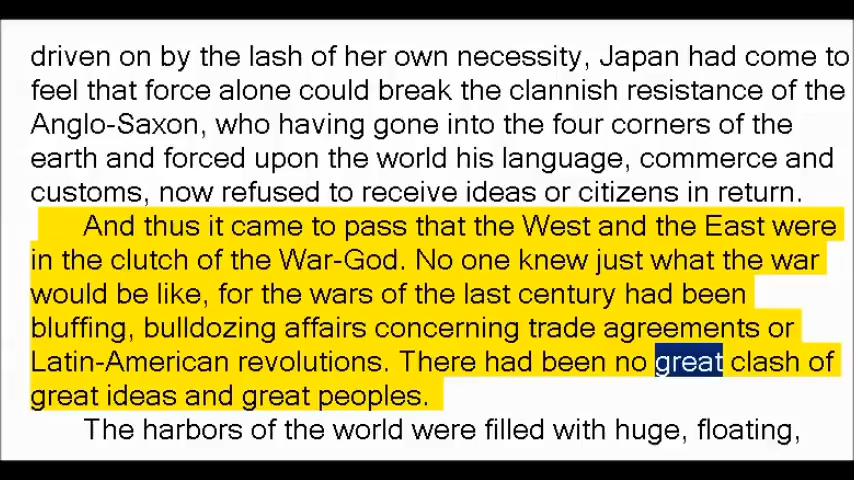 driven on by the lash of her own necessity, Japan had come to
feel that force alone could break the clannish resistance of the
Anglo-Saxon, who having gone into the four corners of the
earth and forced upon the world his language, commerce and
customs, now refused to receive ideas or citizens in return.
And thus it came to pass that the West and the East were
in the clutch of the War-God. No one knew just what the war
would be like, for the wars of the last century had been
bluffing, bulldozing affairs concerning trade agreements or
Latin-American revolutions. There had been no great clash of
great ideas and great peoples.
The harbors of the world were filled with huge, floating,